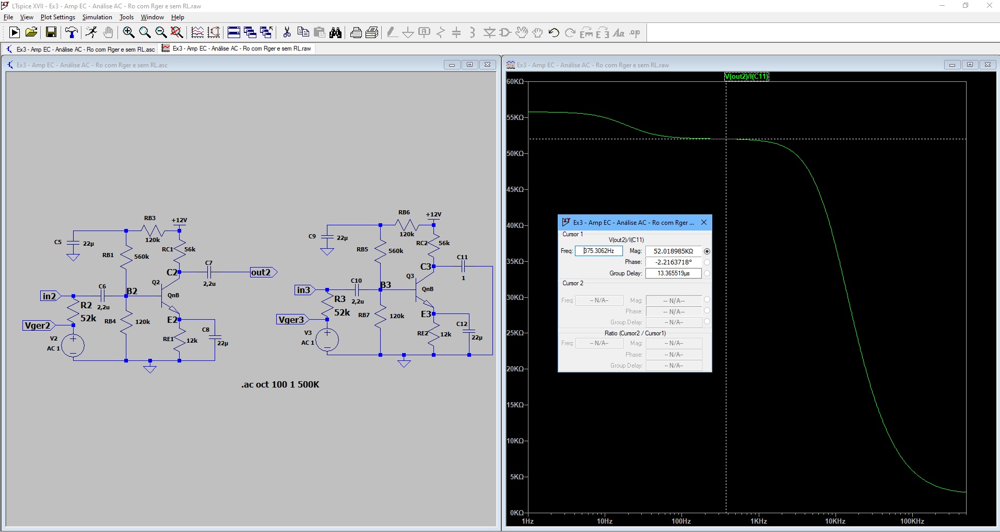 LTspice XVII - Ex3 - Amp EC - Análise AC - Ro com Rger e sem RL.raw
File View Plot Settings Simulation Tools Window Help
Ex3 - Amp EC - Análise AC - Ro com Rger e sem RL.asc
Ex3 - Amp EC - Análise AC - Ro com Rger e sem RL.raw
Ex3 - Amp EC - Análise AC - Ro com Rger e sem RL.asc
RB3
+12V
120k
C5
22µ
RB1
560k
RC1
56k
C7
2,2u
C2
out2
Q2
QnB
C6
2,2u
B2
in2
R2
52k
Vger2
RB4
120k
E2
V2
AC 1
RE1
12k
C8
22µ
RB6
+12V
120k
C9
22µ
RB5
560k
RC2
56k
C11
1
C3
Q3
QnB
C10
2,2u
B3
in3
R3
52k
Vger3
RB7
120k
E3
V3
AC 1
RE2
12k
C12
22µ
.ac oct 100 1 500K
Ex3 - Amp EC - Análise AC - Ro com Rger e sem RL.raw
V(out2)/I(C11)
60KΩ
55KΩ
50KΩ
45KΩ
40KΩ
35KΩ
30KΩ
25KΩ
20KΩ
15KΩ
10KΩ
5KΩ
0KΩ
1Hz 10Hz 100Hz 1KHz 10KHz 100KHz
Ex3 - Amp EC - Análise AC - Ro com Rger ...
Cursor 1
V(out2)/I(C11)
Freq: 375.3062Hz Mag: 52.018985KΩ
Phase: -2.2163718°
Group Delay: 13.365519µs
Cursor 2
Freq: -- N/A-- Mag: -- N/A--
Phase: -- N/A--
Group Delay: -- N/A--
Ratio (Cursor2 / Cursor1)
Freq: -- N/A-- Mag: -- N/A--
Phase: -- N/A--
Group Delay: -- N/A--